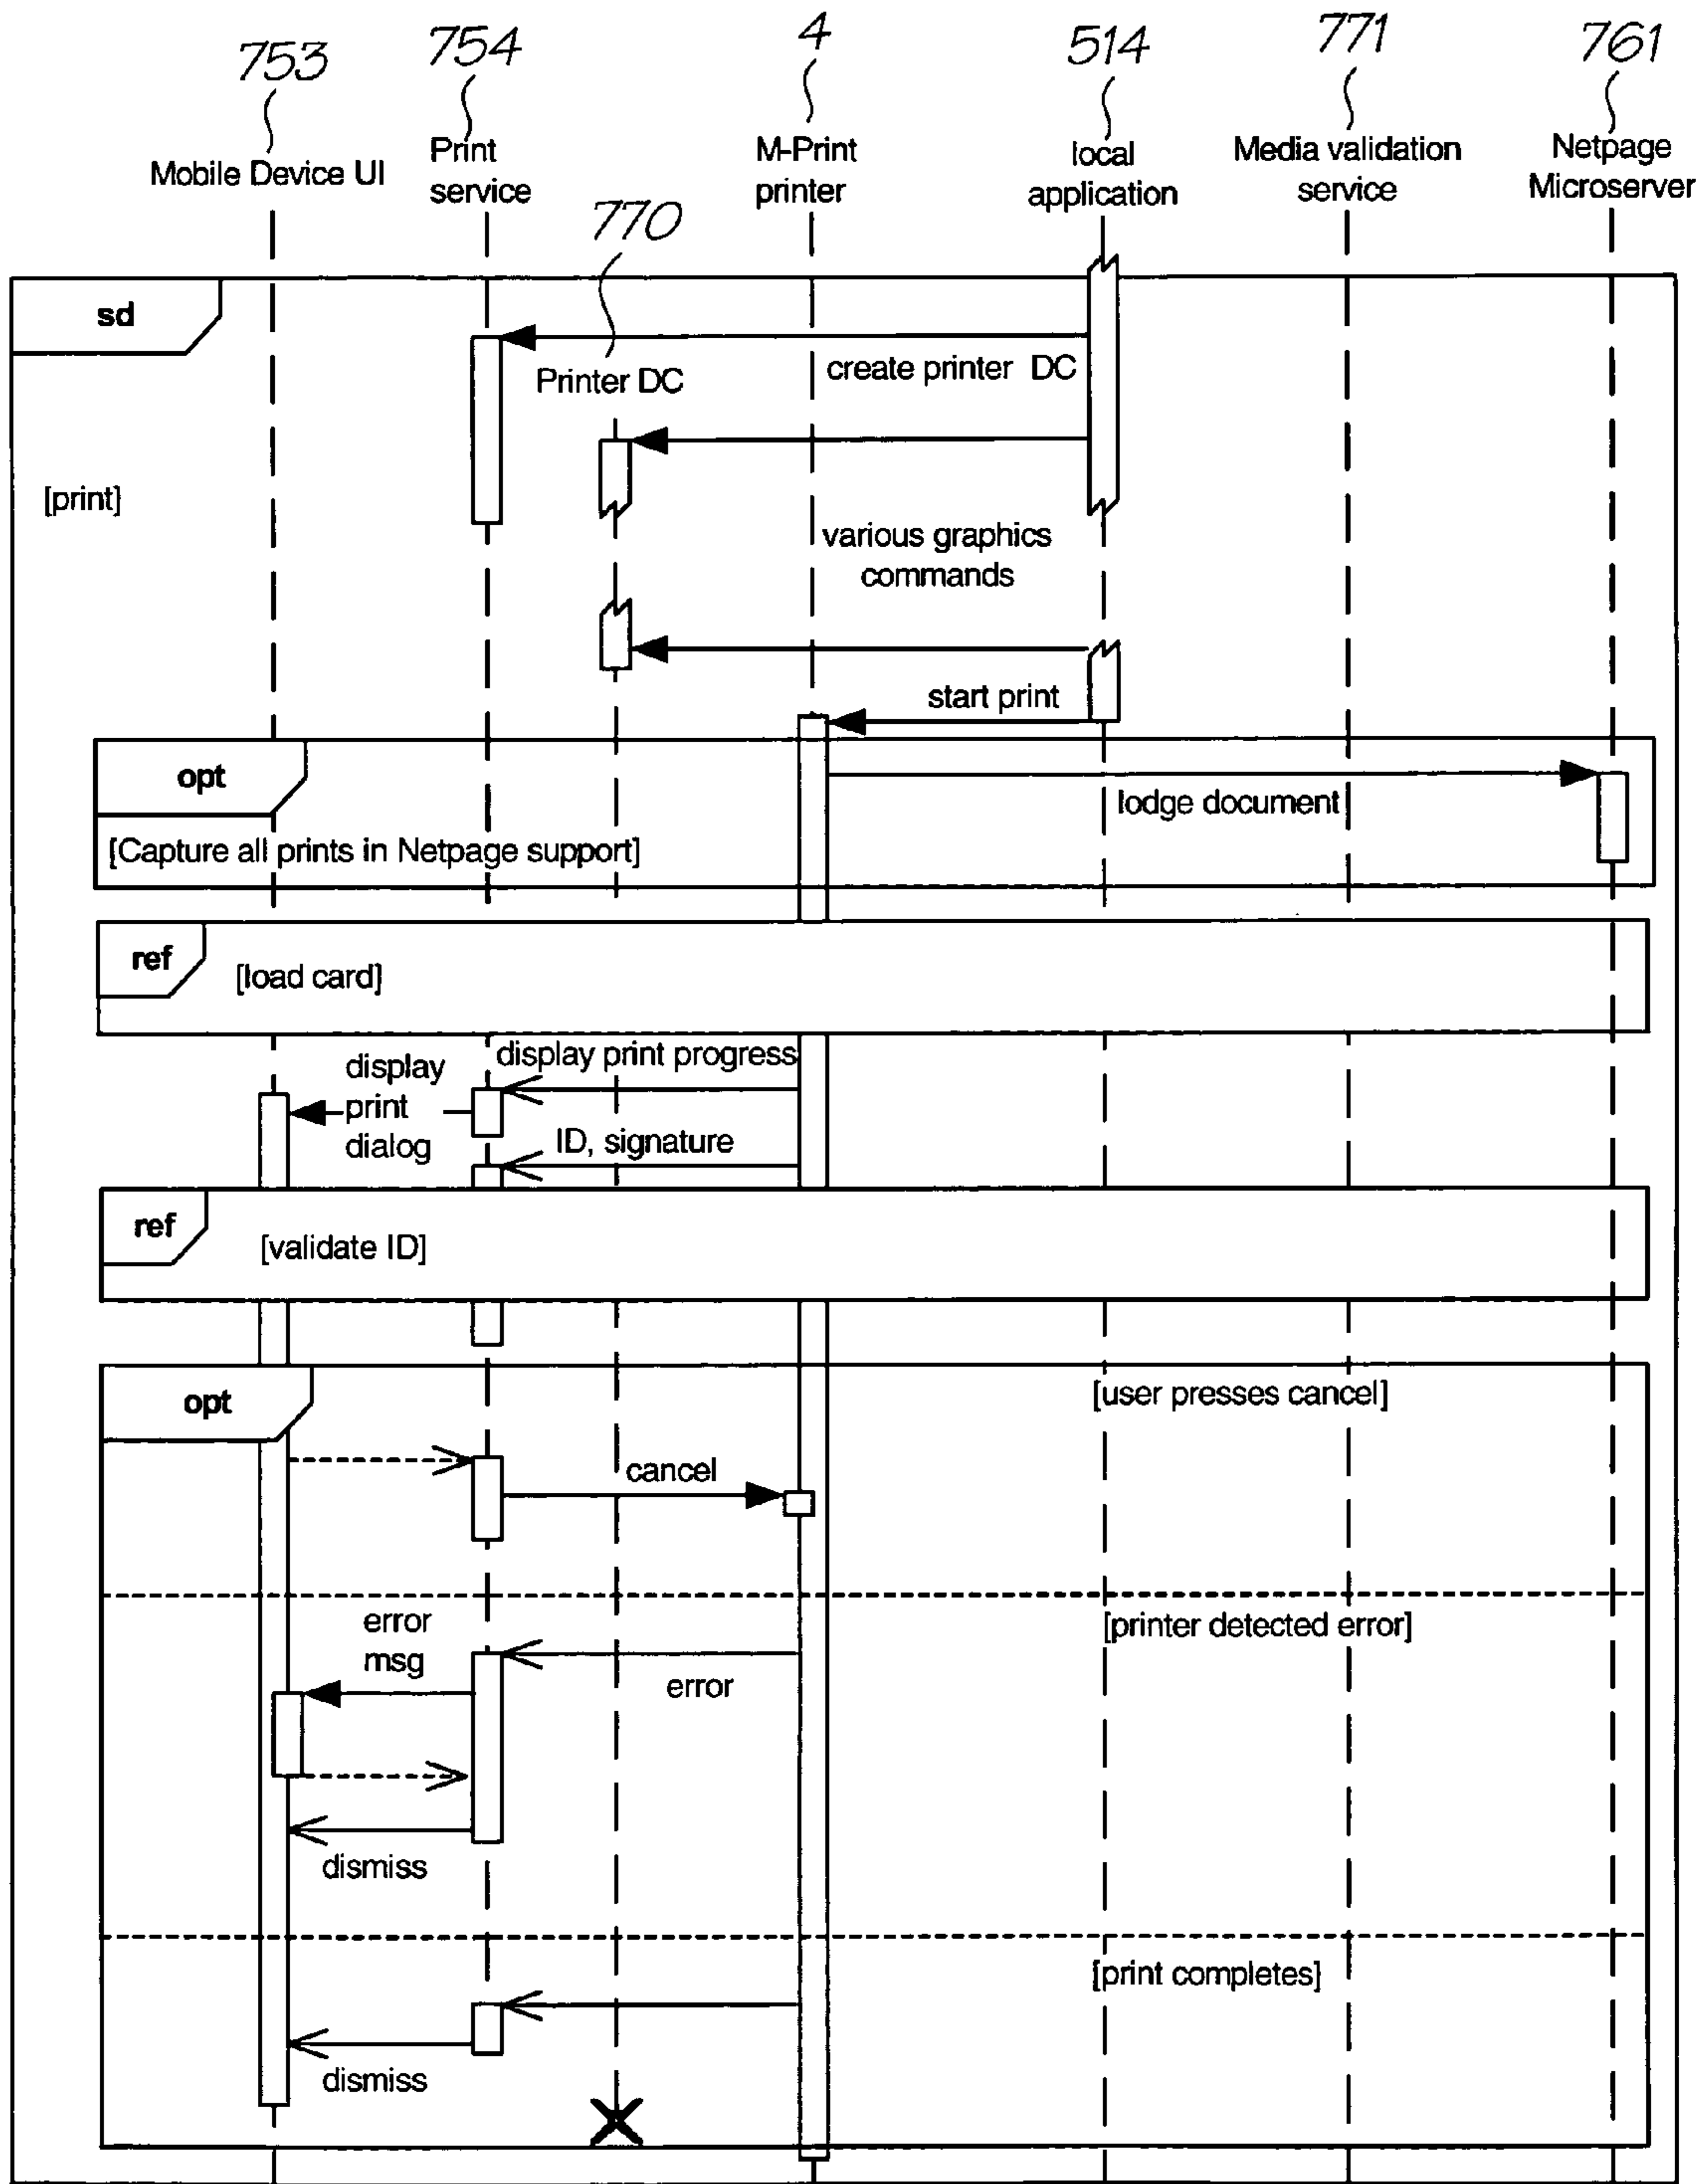 753
754
4
514
771
761
Mobile Device UI
Print
service
M-Print
printer
local
application
Media validation
service
Netpage
Microserver
770
sd
Printer DC
create printer DC
[print]
various graphics
commands
start print
opt
lodge document
[Capture all prints in Netpage support]
ref
[load card]
display print progress
display
print
dialog
ID, signature
ref
[validate ID]
opt
[user presses cancel]
cancel
[printer detected error]
error
msg
error
dismiss
[print completes]
dismiss